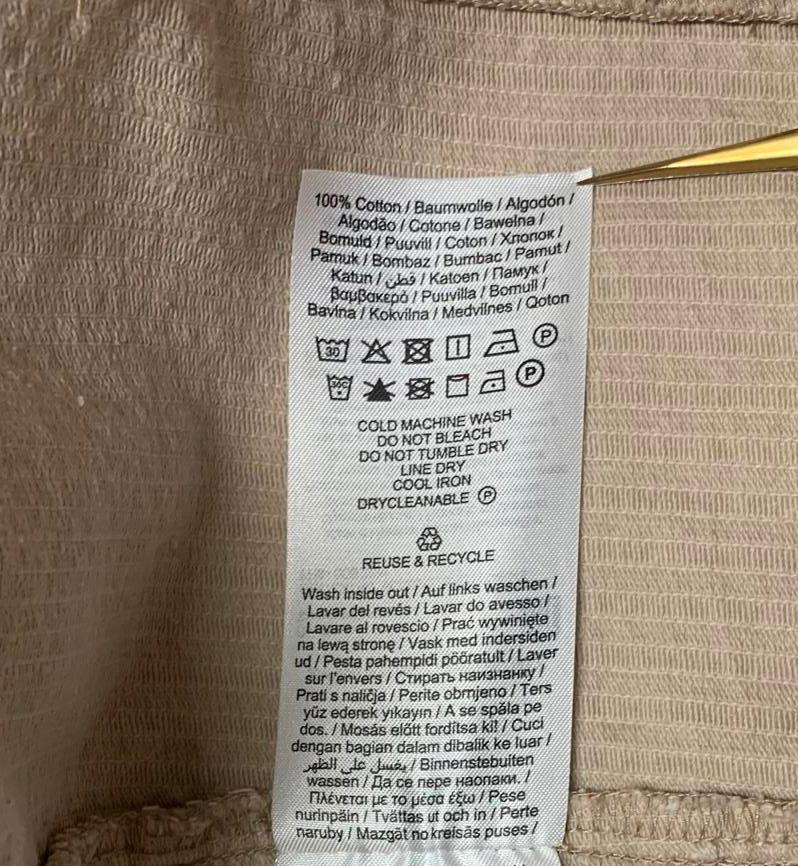 100% Cotton / Baumwolle / Algodón /
Algodão / Cotone / Bawełna /
Bomuld / Puuvill / Coton / Хлопок /
Pamuk / Bombaz / Bumbac / Pamut /
Katun / قطن / Katoen / Памук /
Βαμβακερό / Puuvilla / Bomull /
Bavlna / Kokvilna / Medvilnes / Qoton
30 P
30C P
COLD MACHINE WASH
DO NOT BLEACH
DO NOT TUMBLE DRY
LINE DRY
COOL IRON
DRYCLEANABLE P
REUSE & RECYCLE
Wash inside out / Auf links waschen /
Lavar del revés / Lavar do avesso /
Lavare al rovescio / Prać wywinięte
na lewą stronę / Vask med indersiden
ud / Pesta pahempidi pööratult / Laver
sur l'envers / Стирать наизнанку /
Prati s naličja / Perite obrnjeno / Ters
yüz ederek yıkayın / A se spăla pe
dos. / Mosás előtt fordítsa ki! / Cuci
dengan bagian dalam dibalik ke luar /
يغسل على الظهر / Binnenstebuiten
wassen / Да се пере наопаки. /
Πλένεται με το μέσα έξω / Pese
nurinpäin / Tvättas ut och in / Perte
naruby / Mazgāt no kreisās puses /